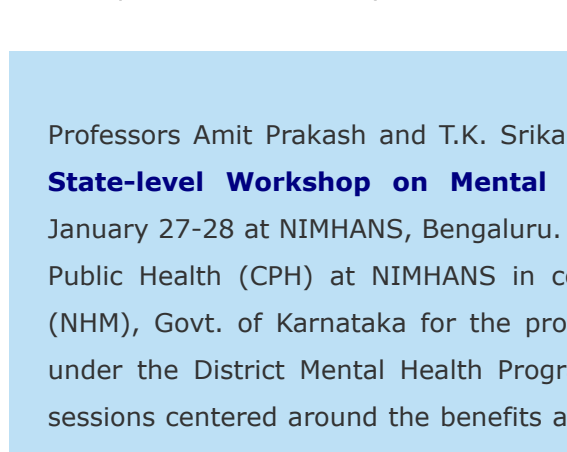 Professors Amit Prakash and T.K. Srika
State-level Workshop on Mental
January 27-28 at NIMHANS, Bengaluru.
Public Health (CPH) at NIMHANS in c
(NHM), Govt. of Karnataka for the pro
under the District Mental Health Progr
sessions centered around the benefits a